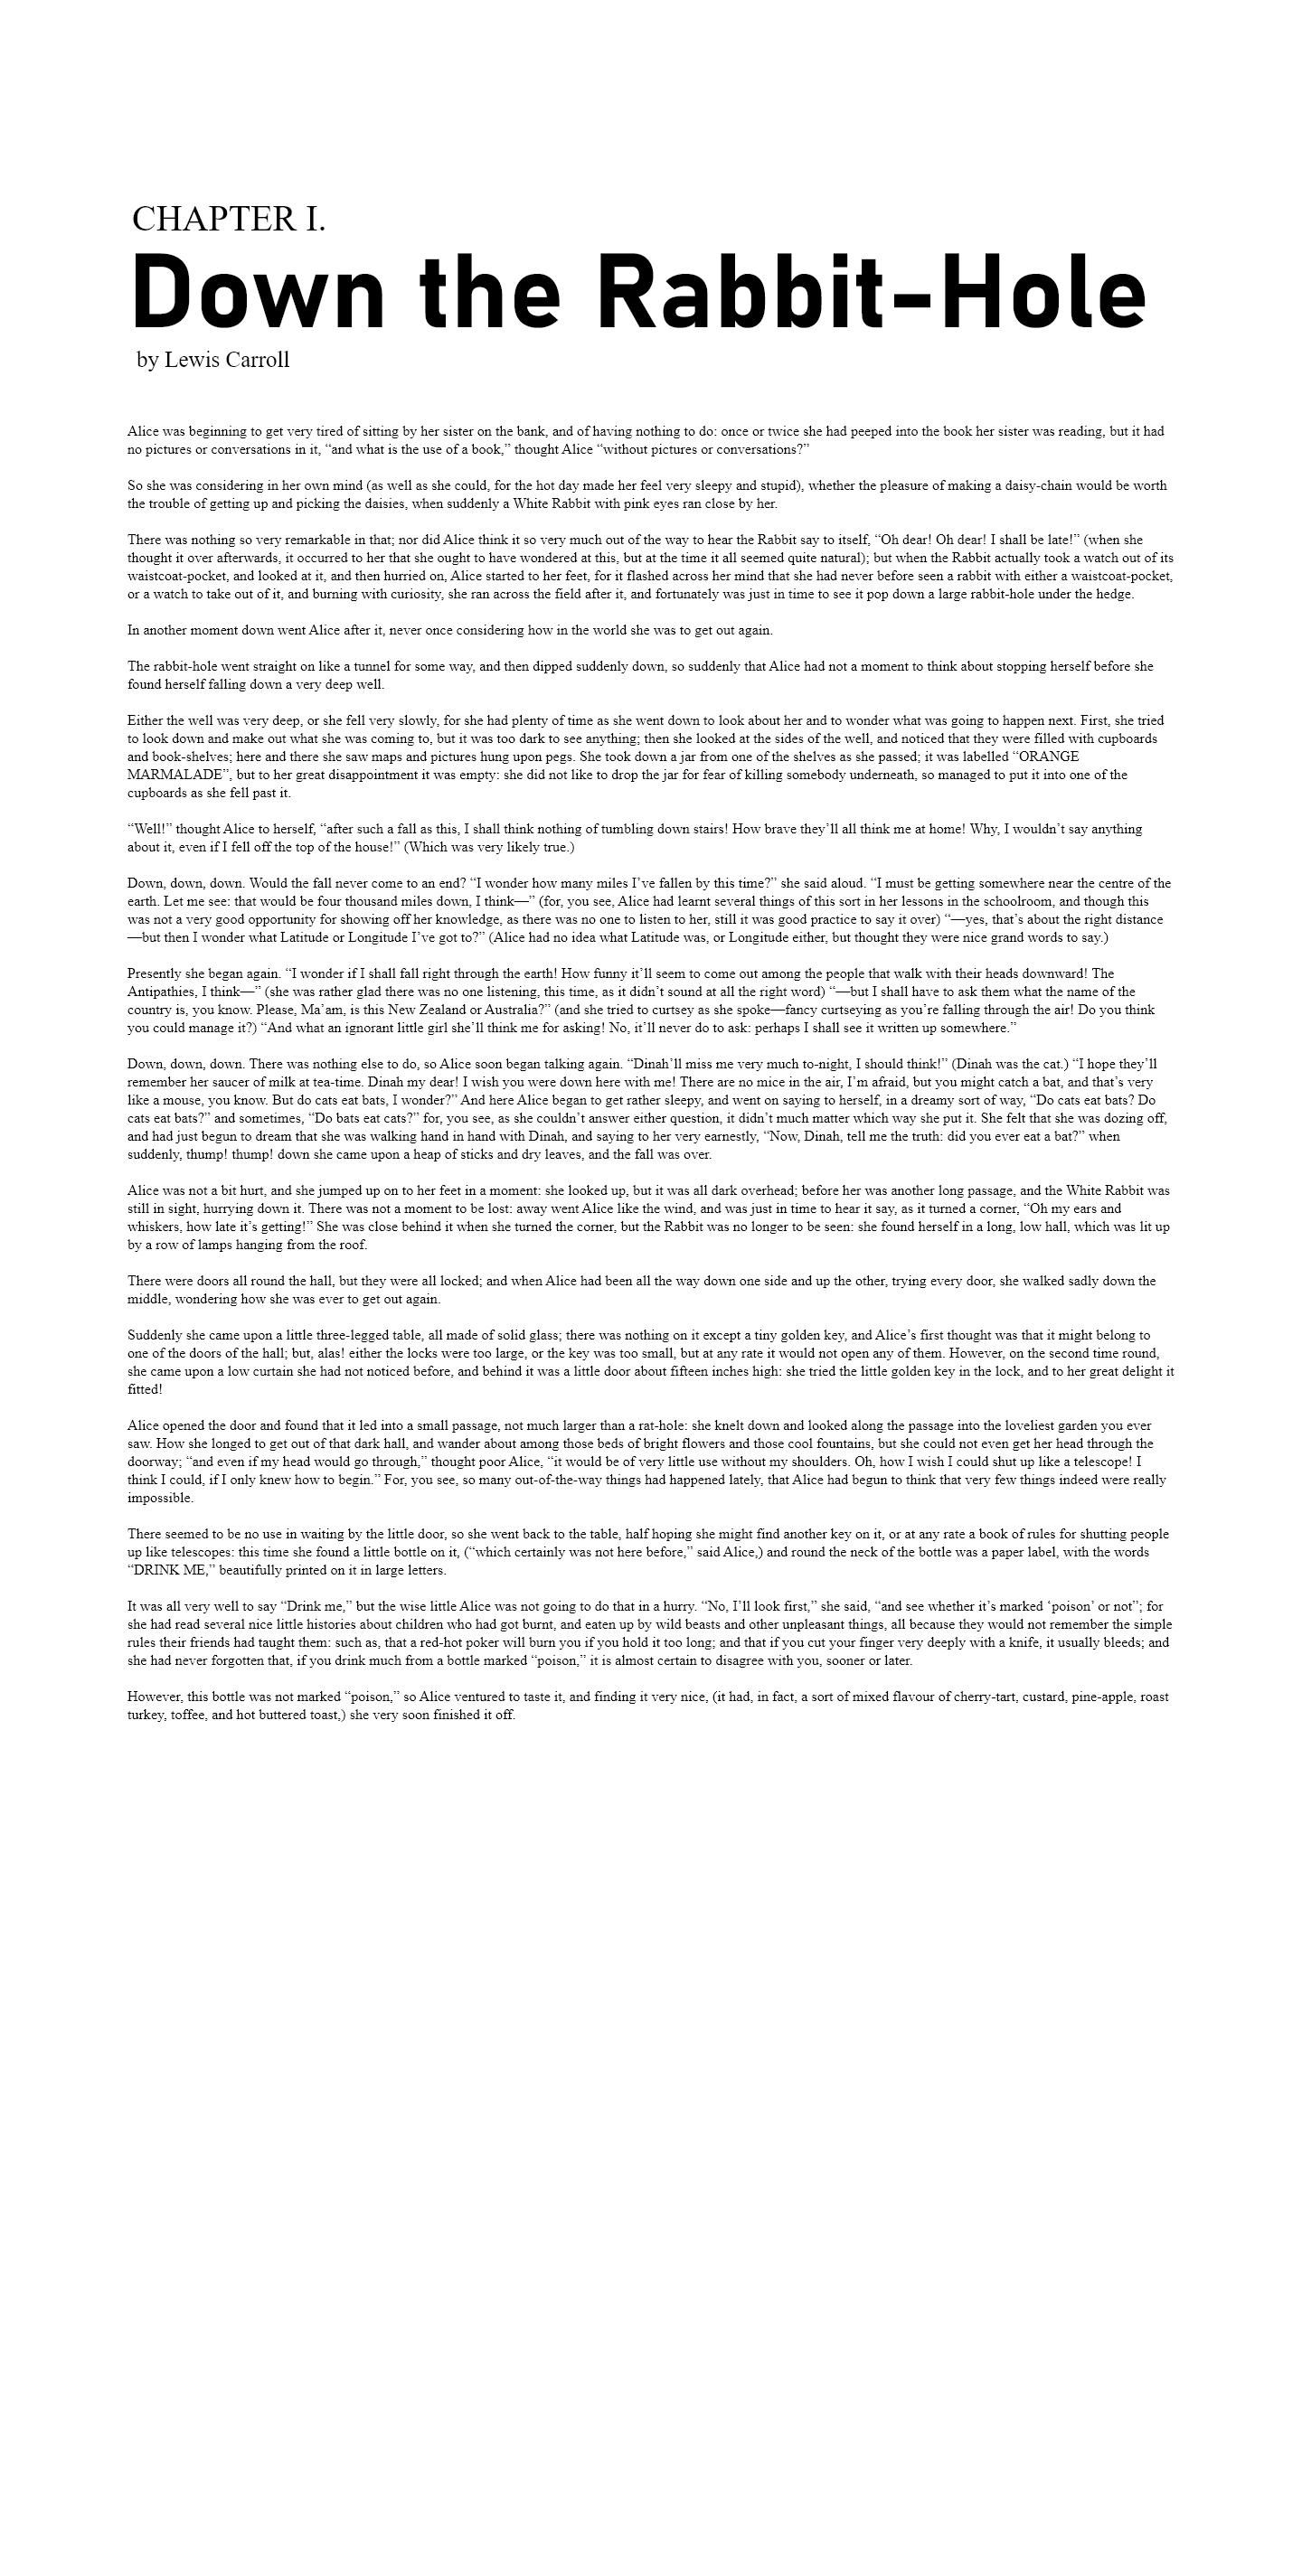 CHAPTER I.
Down the Rabbit-Hole
by Lewis Carroll
Alice was beginning to get very tired of sitting by her sister on the bank, and of having nothing to do: once or twice she had peeped into the book her sister was reading, but it had
no pictures or conversations in it, “and what is the use of a book,” thought Alice “without pictures or conversations?”
So she was considering in her own mind (as well as she could, for the hot day made her feel very sleepy and stupid), whether the pleasure of making a daisy-chain would be worth
the trouble of getting up and picking the daisies, when suddenly a White Rabbit with pink eyes ran close by her.
There was nothing so very remarkable in that; nor did Alice think it so very much out of the way to hear the Rabbit say to itself, “Oh dear! Oh dear! I shall be late!” (when she
thought it over afterwards, it occurred to her that she ought to have wondered at this, but at the time it all seemed quite natural); but when the Rabbit actually took a watch out of its
waistcoat-pocket, and looked at it, and then hurried on, Alice started to her feet, for it flashed across her mind that she had never before seen a rabbit with either a waistcoat-pocket,
or a watch to take out of it, and burning with curiosity, she ran across the field after it, and fortunately was just in time to see it pop down a large rabbit-hole under the hedge.
In another moment down went Alice after it, never once considering how in the world she was to get out again.
The rabbit-hole went straight on like a tunnel for some way, and then dipped suddenly down, so suddenly that Alice had not a moment to think about stopping herself before she
found herself falling down a very deep well.
Either the well was very deep, or she fell very slowly, for she had plenty of time as she went down to look about her and to wonder what was going to happen next. First, she tried
to look down and make out what she was coming to, but it was too dark to see anything; then she looked at the sides of the well, and noticed that they were filled with cupboards
and book-shelves; here and there she saw maps and pictures hung upon pegs. She took down a jar from one of the shelves as she passed; it was labelled “ORANGE
MARMALADE”, but to her great disappointment it was empty: she did not like to drop the jar for fear of killing somebody underneath, so managed to put it into one of the
cupboards as she fell past it.
“Well!” thought Alice to herself, “after such a fall as this, I shall think nothing of tumbling down stairs! How brave they’ll all think me at home! Why, I wouldn’t say anything
about it, even if I fell off the top of the house!” (Which was very likely true.)
Down, down, down. Would the fall never come to an end? “I wonder how many miles I’ve fallen by this time?” she said aloud. “I must be getting somewhere near the centre of the
earth. Let me see: that would be four thousand miles down, I think—” (for, you see, Alice had learnt several things of this sort in her lessons in the schoolroom, and though this
was not a very good opportunity for showing off her knowledge, as there was no one to listen to her, still it was good practice to say it over) “—yes, that’s about the right distance
—but then I wonder what Latitude or Longitude I’ve got to?” (Alice had no idea what Latitude was, or Longitude either, but thought they were nice grand words to say.)
Presently she began again. “I wonder if I shall fall right through the earth! How funny it’ll seem to come out among the people that walk with their heads downward! The
Antipathies, I think—” (she was rather glad there was no one listening, this time, as it didn’t sound at all the right word) “—but I shall have to ask them what the name of the
country is, you know. Please, Ma’am, is this New Zealand or Australia?” (and she tried to curtsey as she spoke—fancy curtseying as you’re falling through the air! Do you think
you could manage it?) “And what an ignorant little girl she’ll think me for asking! No, it’ll never do to ask: perhaps I shall see it written up somewhere.”
Down, down, down. There was nothing else to do, so Alice soon began talking again. “Dinah’ll miss me very much to-night, I should think!” (Dinah was the cat.) “I hope they’ll
remember her saucer of milk at tea-time. Dinah my dear! I wish you were down here with me! There are no mice in the air, I’m afraid, but you might catch a bat, and that’s very
like a mouse, you know. But do cats eat bats, I wonder?” And here Alice began to get rather sleepy, and went on saying to herself, in a dreamy sort of way, “Do cats eat bats? Do
cats eat bats?” and sometimes, “Do bats eat cats?” for, you see, as she couldn’t answer either question, it didn’t much matter which way she put it. She felt that she was dozing off,
and had just begun to dream that she was walking hand in hand with Dinah, and saying to her very earnestly, “Now, Dinah, tell me the truth: did you ever eat a bat?” when
suddenly, thump! thump! down she came upon a heap of sticks and dry leaves, and the fall was over.
Alice was not a bit hurt, and she jumped up on to her feet in a moment: she looked up, but it was all dark overhead; before her was another long passage, and the White Rabbit was
still in sight, hurrying down it. There was not a moment to be lost: away went Alice like the wind, and was just in time to hear it say, as it turned a corner, “Oh my ears and
whiskers, how late it’s getting!” She was close behind it when she turned the corner, but the Rabbit was no longer to be seen: she found herself in a long, low hall, which was lit up
by a row of lamps hanging from the roof.
There were doors all round the hall, but they were all locked; and when Alice had been all the way down one side and up the other, trying every door, she walked sadly down the
middle, wondering how she was ever to get out again.
Suddenly she came upon a little three-legged table, all made of solid glass; there was nothing on it except a tiny golden key, and Alice’s first thought was that it might belong to
one of the doors of the hall; but, alas! either the locks were too large, or the key was too small, but at any rate it would not open any of them. However, on the second time round,
she came upon a low curtain she had not noticed before, and behind it was a little door about fifteen inches high: she tried the little golden key in the lock, and to her great delight it
fitted!
Alice opened the door and found that it led into a small passage, not much larger than a rat-hole: she knelt down and looked along the passage into the loveliest garden you ever
saw. How she longed to get out of that dark hall, and wander about among those beds of bright flowers and those cool fountains, but she could not even get her head through the
doorway; “and even if my head would go through,” thought poor Alice, “it would be of very little use without my shoulders. Oh, how I wish I could shut up like a telescope! I
think I could, if I only knew how to begin.” For, you see, so many out-of-the-way things had happened lately, that Alice had begun to think that very few things indeed were really
impossible.
There seemed to be no use in waiting by the little door, so she went back to the table, half hoping she might find another key on it, or at any rate a book of rules for shutting people
up like telescopes: this time she found a little bottle on it, (“which certainly was not here before,” said Alice,) and round the neck of the bottle was a paper label, with the words
“DRINK ME,” beautifully printed on it in large letters.
It was all very well to say “Drink me,” but the wise little Alice was not going to do that in a hurry. “No, I’ll look first,” she said, “and see whether it’s marked ‘poison’ or not”; for
she had read several nice little histories about children who had got burnt, and eaten up by wild beasts and other unpleasant things, all because they would not remember the simple
rules their friends had taught them: such as, that a red-hot poker will burn you if you hold it too long; and that if you cut your finger very deeply with a knife, it usually bleeds; and
she had never forgotten that, if you drink much from a bottle marked “poison,” it is almost certain to disagree with you, sooner or later.
However, this bottle was not marked “poison,” so Alice ventured to taste it, and finding it very nice, (it had, in fact, a sort of mixed flavour of cherry-tart, custard, pine-apple, roast
turkey, toffee, and hot buttered toast,) she very soon finished it off.